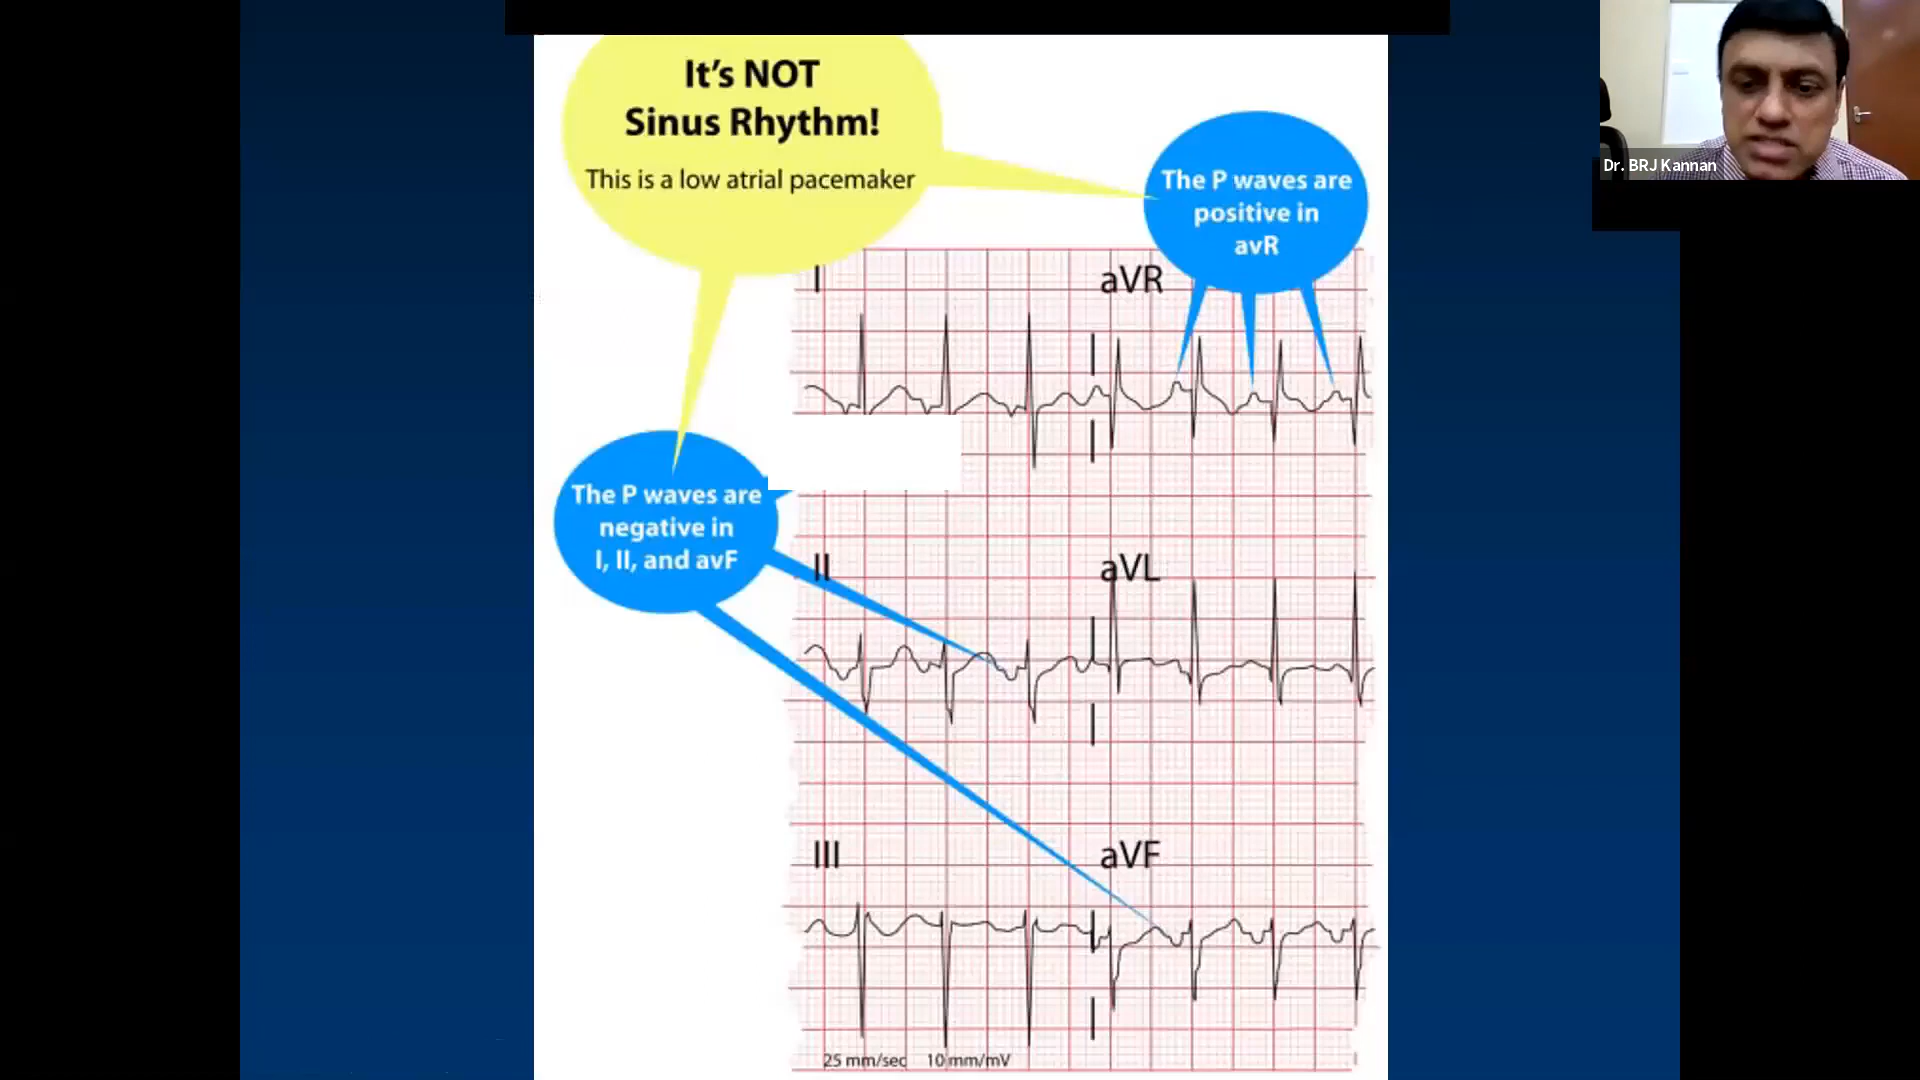 It's NOT
Sinus Rhythm!
This is a low atrial pacemaker
The P waves are
positive in
avR
Dr. BRJ Kannan
I
aVR
The P waves are
negative in
I, II, and avF
II
aVL
III
aVF
25 mm/sec 10 mm/mV